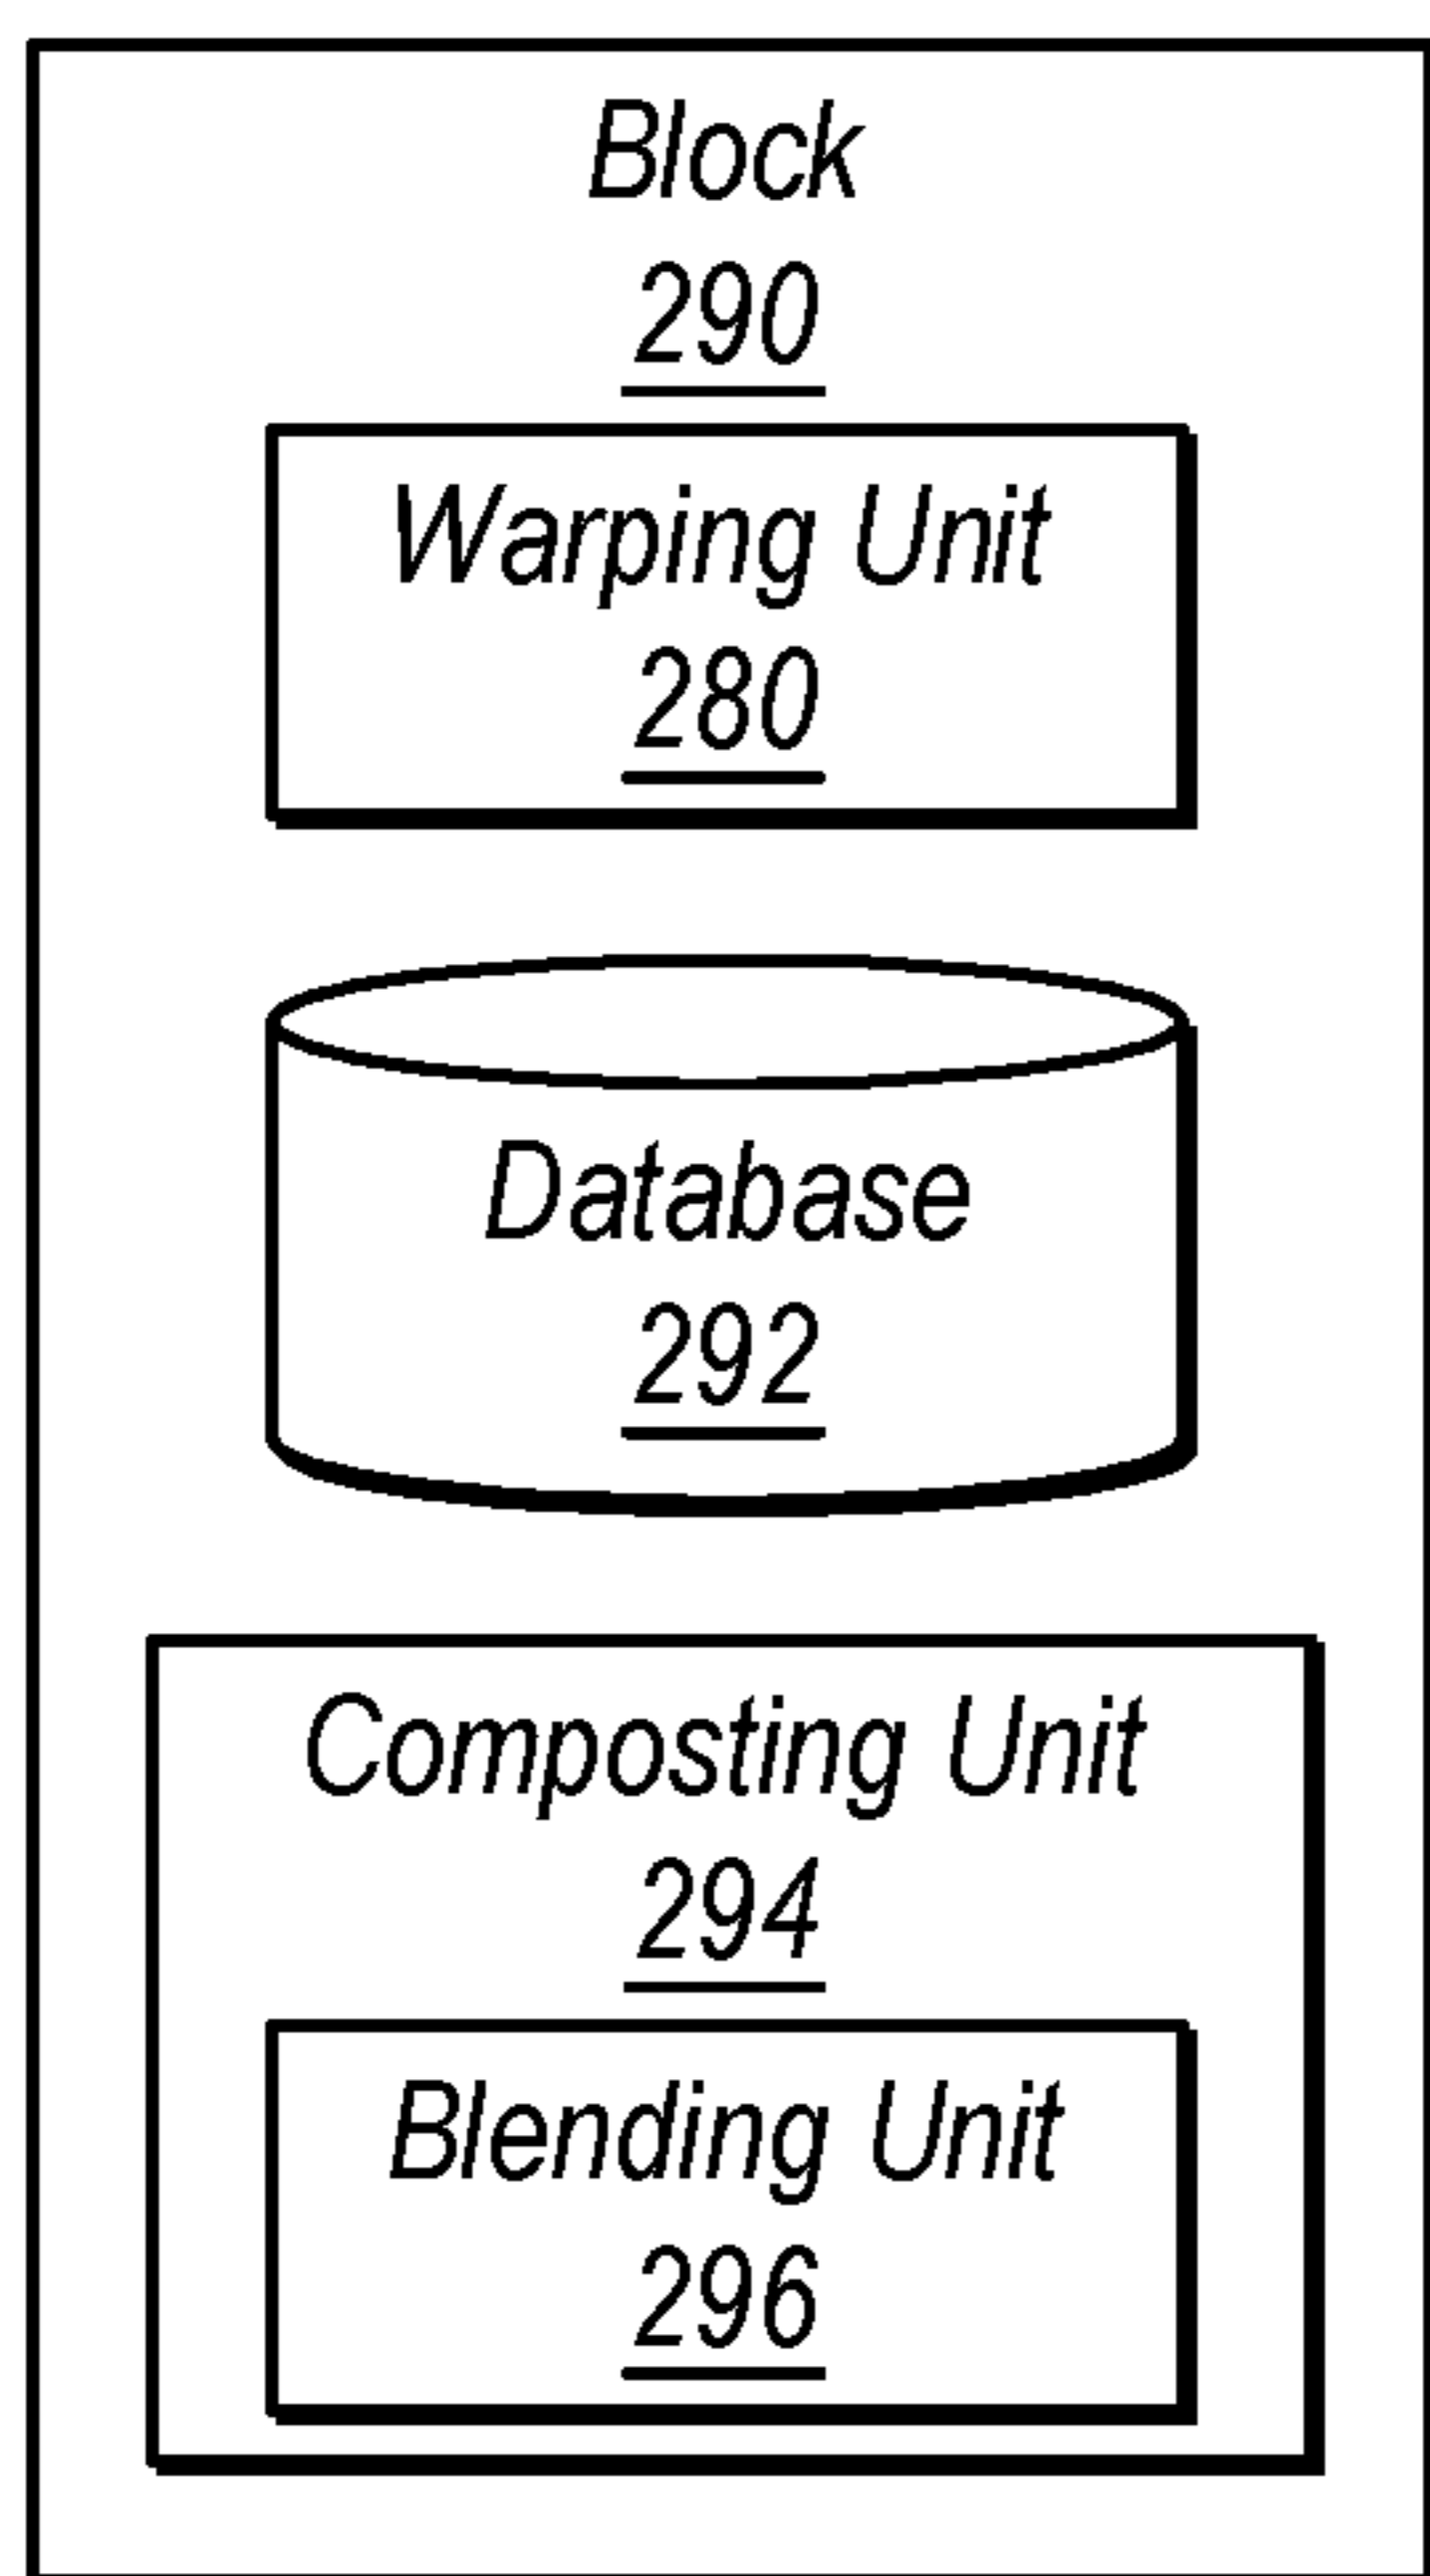 Block
290
Warping Unit
280
Database
292
Composting Unit
294
Blending Unit
296